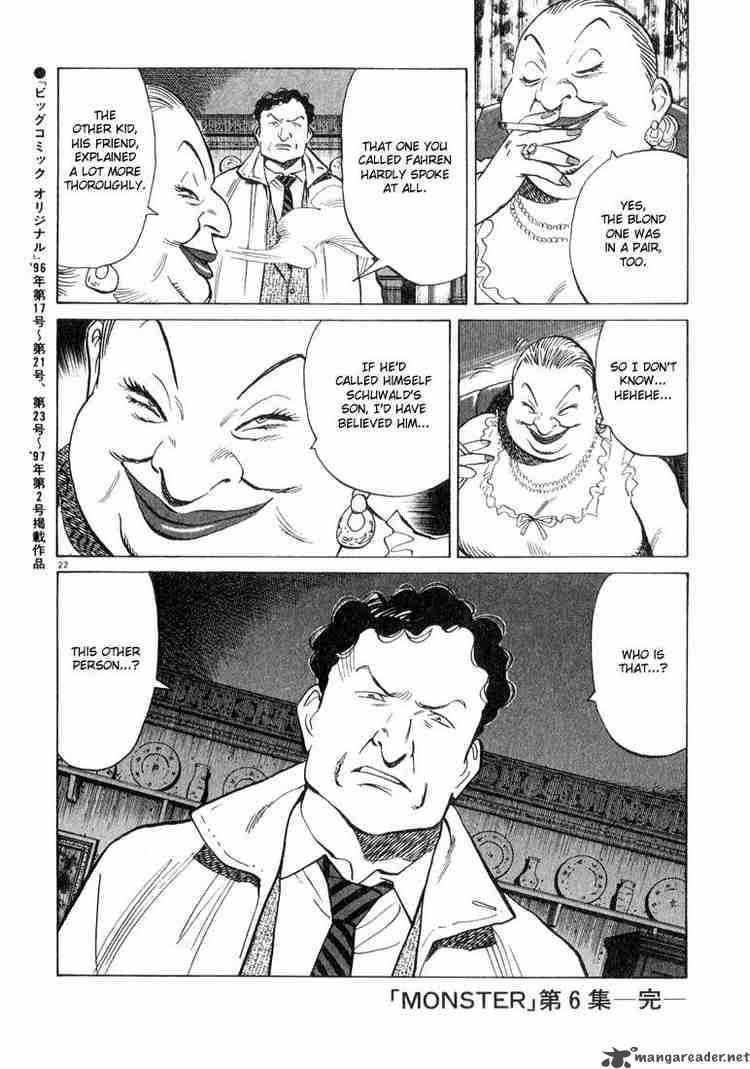 YES,
THE BLOND
ONE WAS
IN A PAIR,
TOO.
THAT ONE YOU
CALLED FAHREN
HARDLY SPOKE
AT ALL.
THE
OTHER KID,
HIS FRIEND,
EXPLAINED
A LOT MORE
THOROUGHLY.
SO I DON'T
KNOW...
HEHEHE...
IF HE'D
CALLED HIMSELF
SCHUWALD'S
SON, I'D HAVE
BELIEVED HIM...
WHO IS
THAT...?
THIS OTHER
PERSON...?
●『ビッグコミック オリジナル』'96年第17号〜第21号、第23号〜'97年第2号掲載作品
22
「MONSTER」第6集—完—
mangareader.net